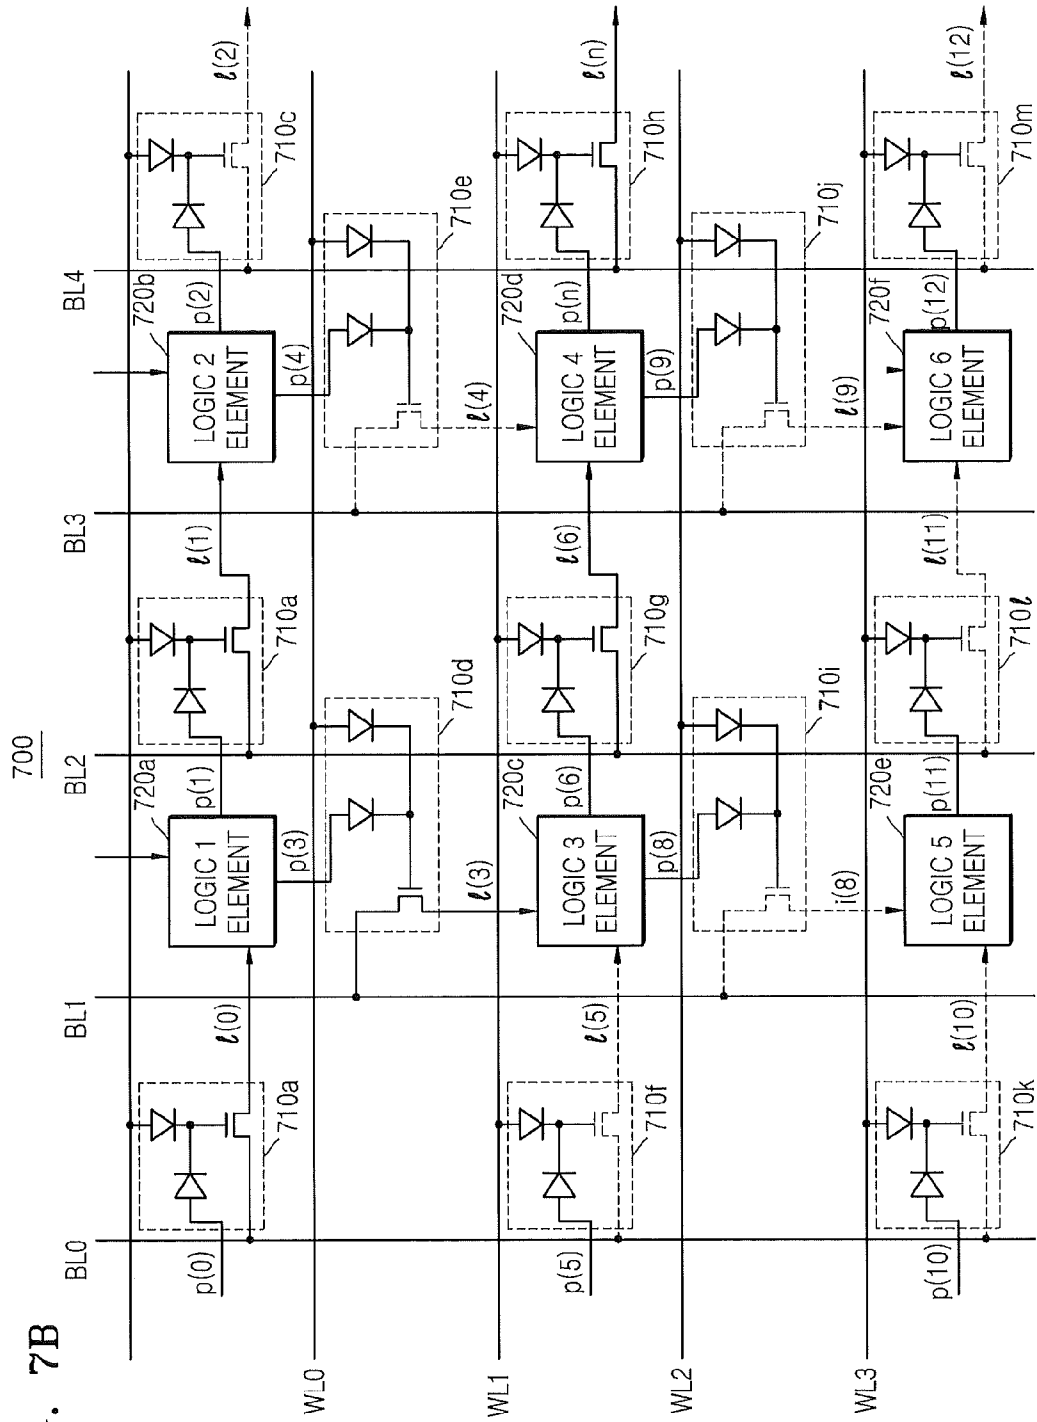 . 7B
700
BL0
BL1
BL2
BL3
BL4
WL0
WL1
WL2
WL3
p(0)
710a
ℓ(0)
720a
LOGIC 1
ELEMENT
p(1)
710a
ℓ(1)
720b
LOGIC 2
ELEMENT
p(2)
710c
ℓ(2)
p(3)
710d
ℓ(3)
p(4)
710e
ℓ(4)
p(5)
710f
ℓ(5)
720c
LOGIC 3
ELEMENT
p(6)
710g
ℓ(6)
720d
LOGIC 4
ELEMENT
p(n)
710h
ℓ(n)
p(8)
710i
i(8)
p(9)
710j
ℓ(9)
p(10)
710k
ℓ(10)
720e
LOGIC 5
ELEMENT
p(11)
710ℓ
ℓ(11)
720f
LOGIC 6
ELEMENT
p(12)
710m
ℓ(12)